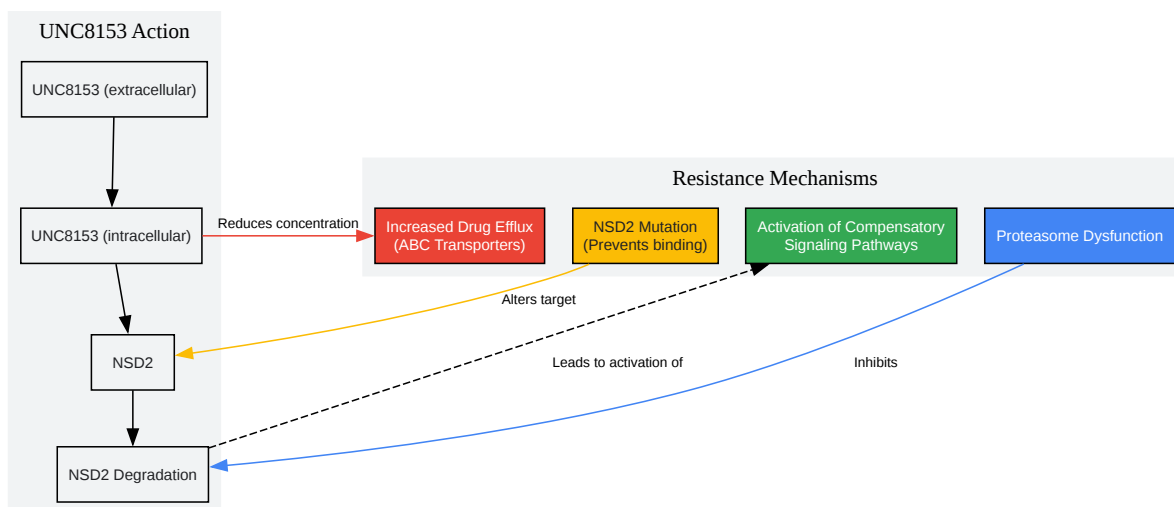 UNC8153 Action
UNC8153 (extracellular)
Resistance Mechanisms
Reduces concentration
UNC8153 (intracellular)
Increased Drug Efflux
(ABC Transporters)
NSD2 Mutation
(Prevents binding)
Activation of Compensatory
Signaling Pathways
Proteasome Dysfunction
Alters target
NSD2
Leads to activation of
Inhibits
NSD2 Degradation